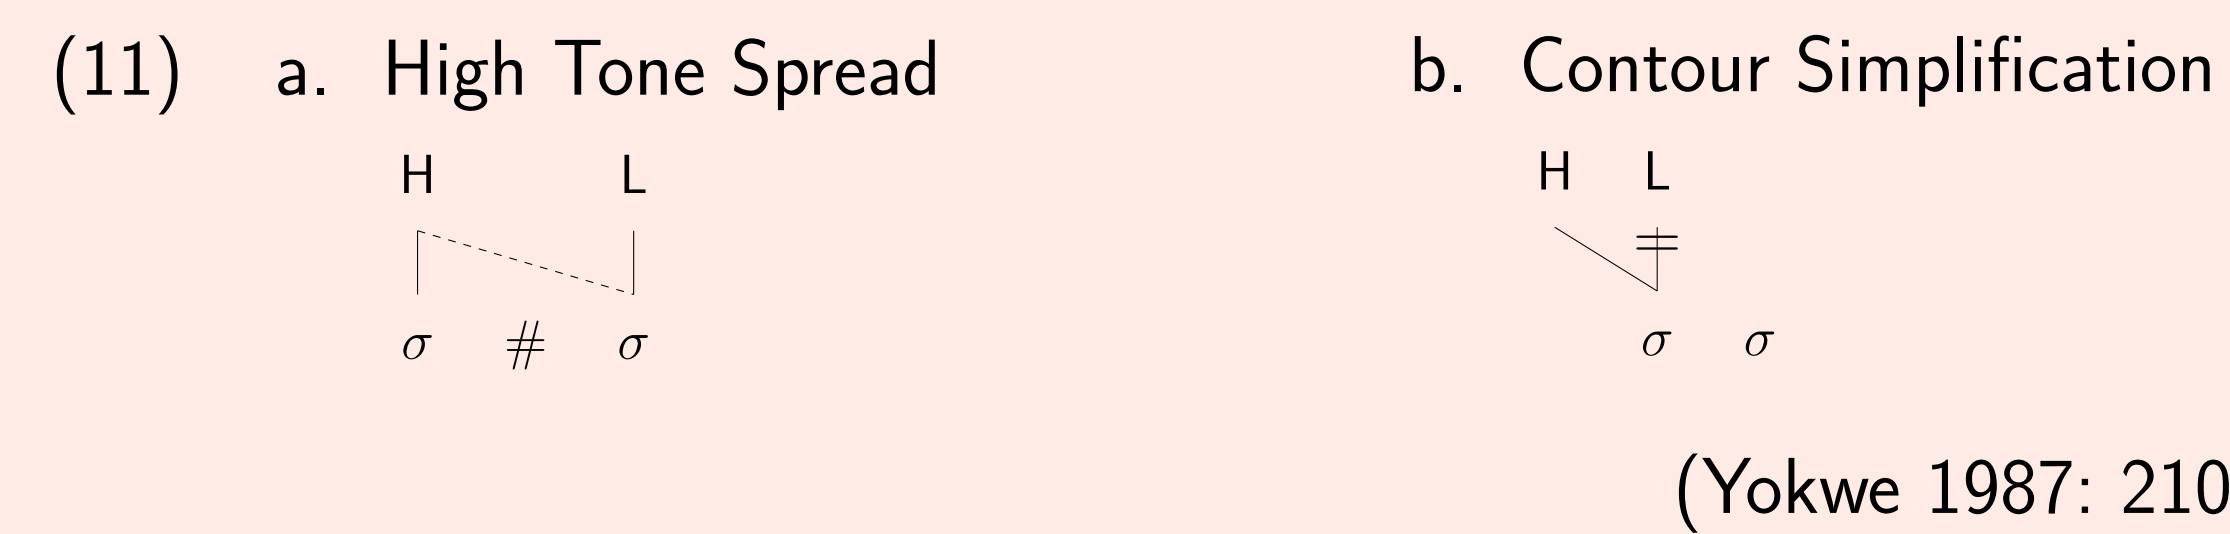 (11) a. High Tone Spread b. Contour Simplification
H L H L
σ # σ σ σ
(Yokwe 1987: 210